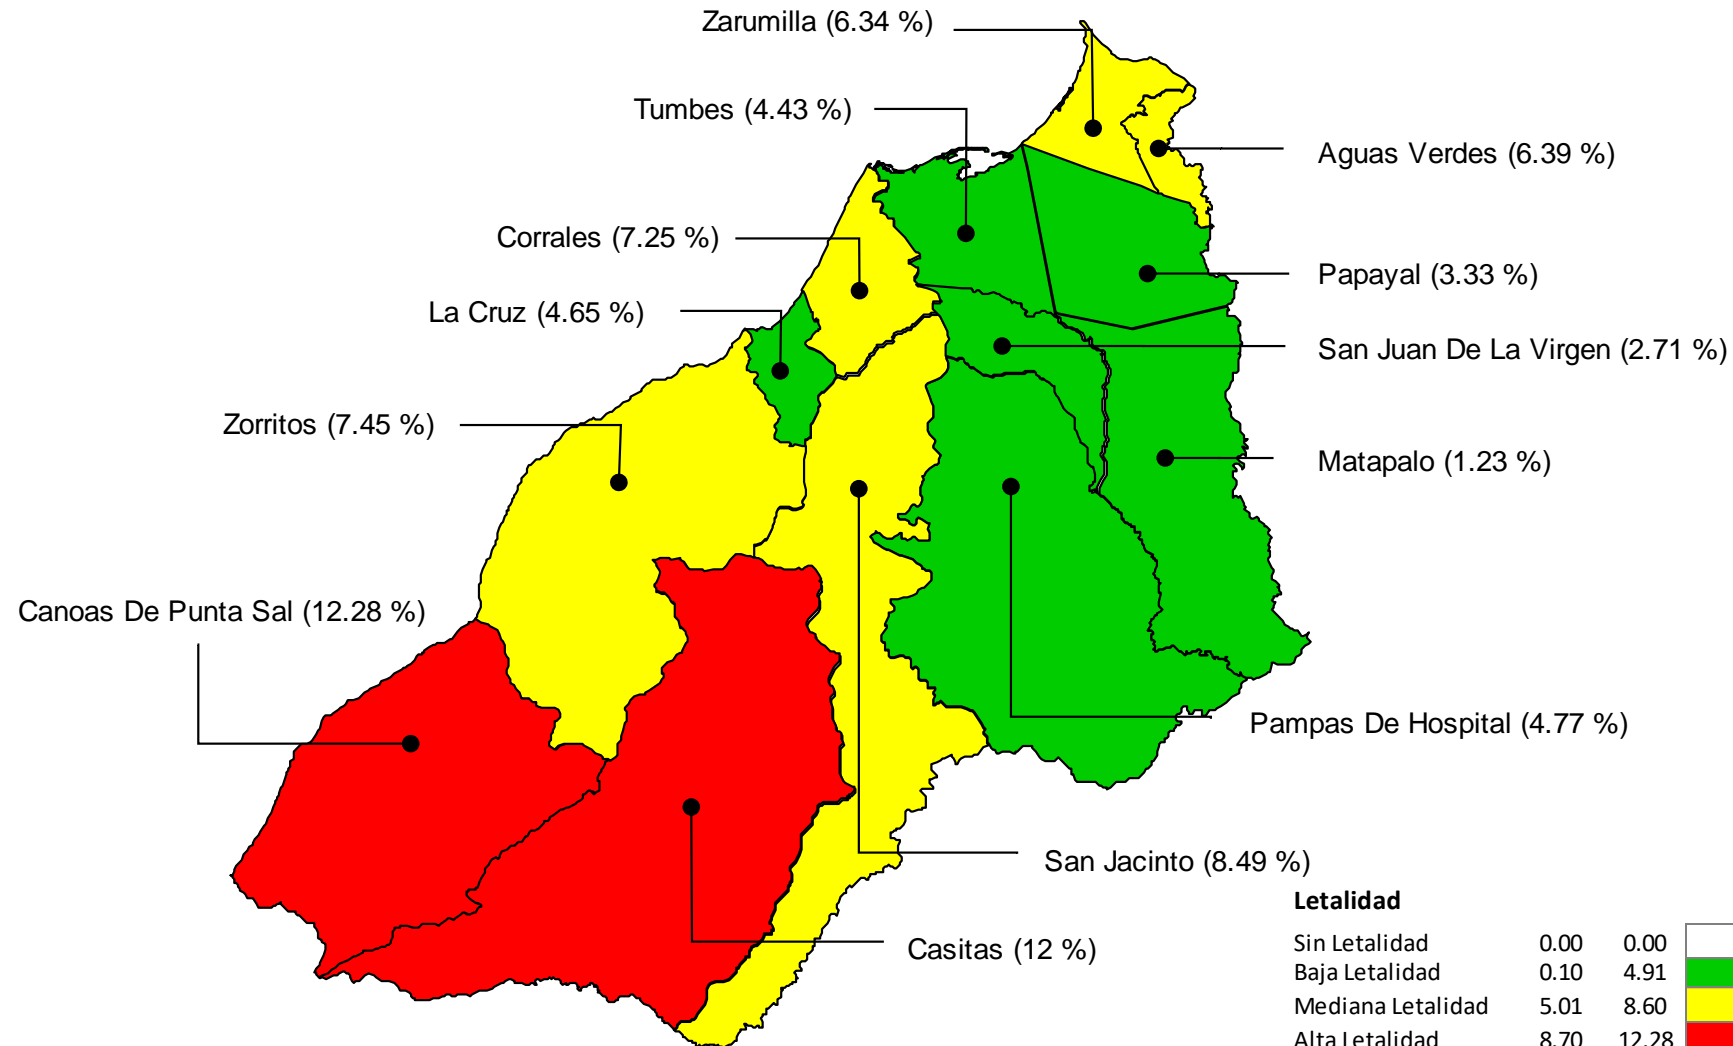 Zarumilla (6.34 %)
Tumbes (4.43 %)
Aguas Verdes (6.39 %)
Corrales (7.25 %)
Papayal (3.33 %)
La Cruz (4.65 %)
San Juan De La Virgen (2.71 %)
Zorritos (7.45 %)
Matapalo (1.23 %)
Canoas De Punta Sal (12.28 %)
Pampas De Hospital (4.77 %)
San Jacinto (8.49 %)
Casitas (12 %)
Letalidad
Sin Letalidad 0.00 0.00
Baja Letalidad 0.10 4.91
Mediana Letalidad 5.01 8.60
Alta Letalidad 8.70 12.28